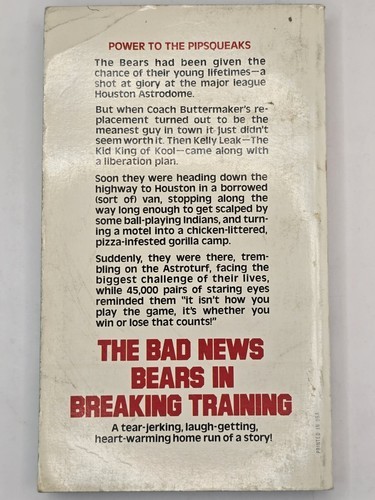 POWER TO THE PIPSQUEAKS
The Bears had been given the
chance of their young lifetimes—a
shot at glory at the major league
Houston Astrodome.
But when Coach Buttermaker's re-
placement turned out to be the
meanest guy in town it just didn't
seem worth it. Then Kelly Leak—The
Kid King of Kool—came along with
a liberation plan.
Soon they were heading down the
highway to Houston in a borrowed
(sort of) van, stopping along the
way long enough to get scalped by
some ball-playing Indians, and turn-
ing a motel into a chicken-littered,
pizza-infested gorilla camp.
Suddenly, they were there, trem-
bling on the Astroturf, facing the
biggest challenge of their lives,
while 45,000 pairs of staring eyes
reminded them "it isn't how you
play the game, it's whether you
win or lose that counts!"
THE BAD NEWS
BEARS IN
BREAKING TRAINING
A tear-jerking, laugh-getting,
heart-warming home run of a story!
PRINTED IN